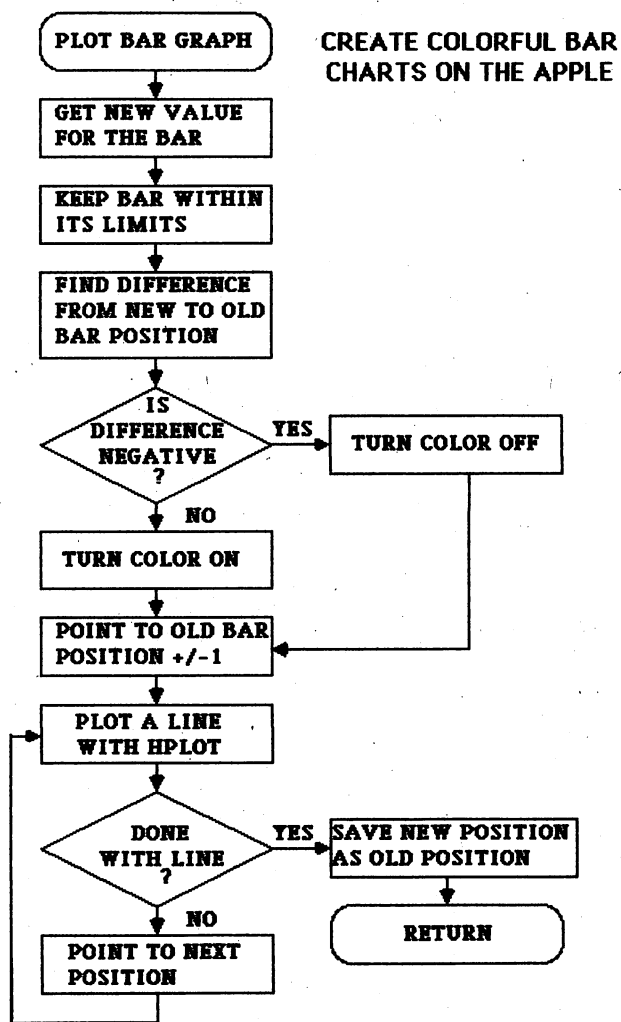 PLOT BAR GRAPH
CREATE COLORFUL BAR
CHARTS ON THE APPLE
GET NEW VALUE
FOR THE BAR
KEEP BAR WITHIN
ITS LIMITS
FIND DIFFERENCE
FROM NEW TO OLD
BAR POSITION
IS
DIFFERENCE
NEGATIVE
?
YES
TURN COLOR OFF
NO
TURN COLOR ON
POINT TO OLD BAR
POSITION +/-1
PLOT A LINE
WITH HPLOT
DONE
WITH LINE
?
YES
SAVE NEW POSITION
AS OLD POSITION
NO
RETURN
POINT TO NEXT
POSITION